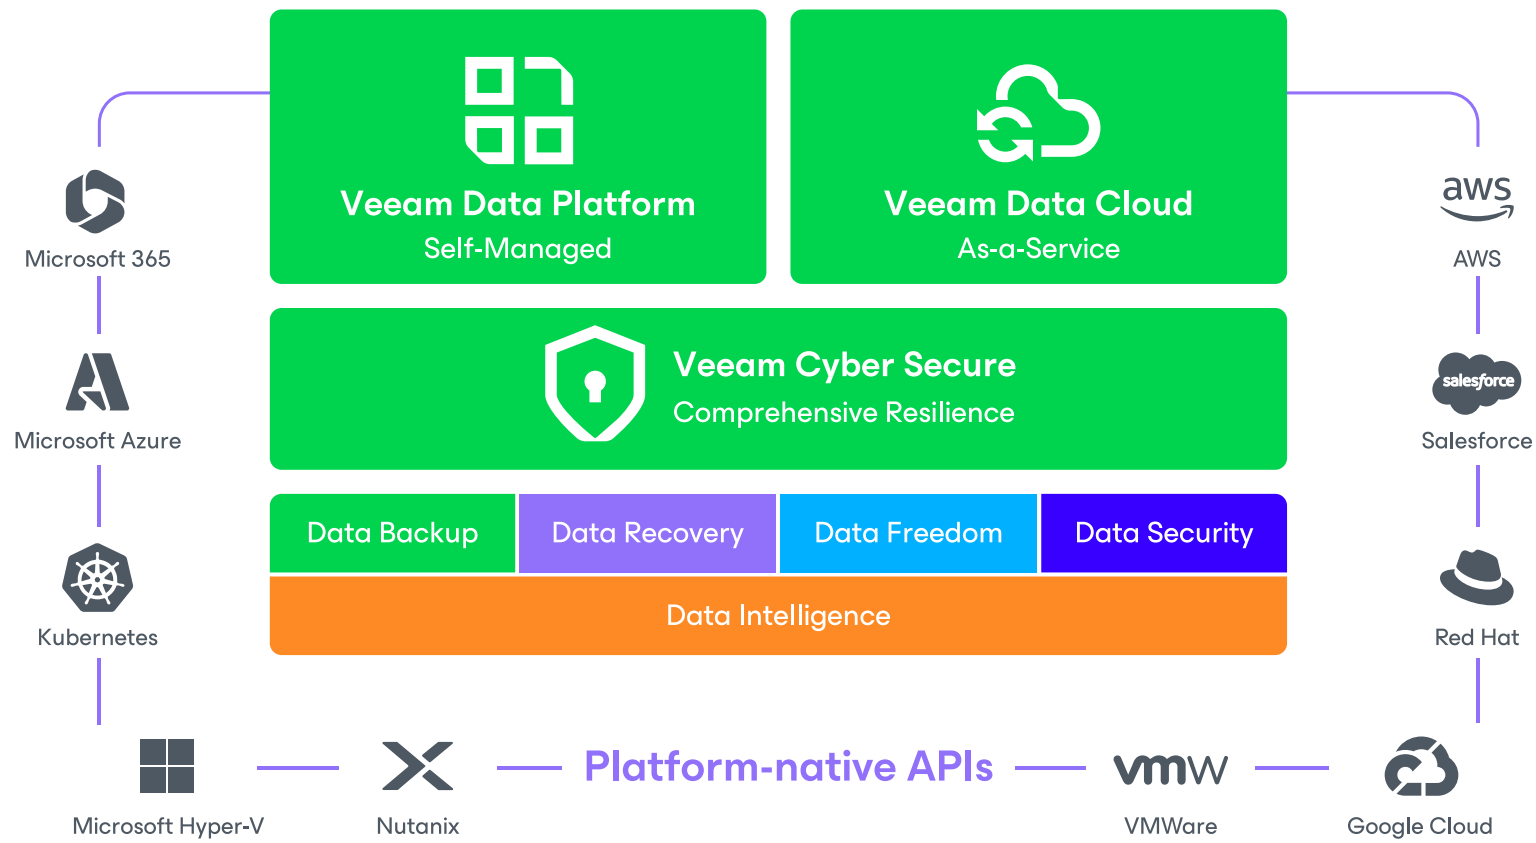 Veeam Data Platform
Self-Managed
Veeam Data Cloud
As-a-Service
Microsoft 365
aws
AWS
Veeam Cyber Secure
Comprehensive Resilience
Microsoft Azure
salesforce
Salesforce
Data Backup
Data Recovery
Data Freedom
Data Security
Data Intelligence
Kubernetes
Red Hat
Platform-native APIs
vmw
Microsoft Hyper-V
Nutanix
VMWare
Google Cloud